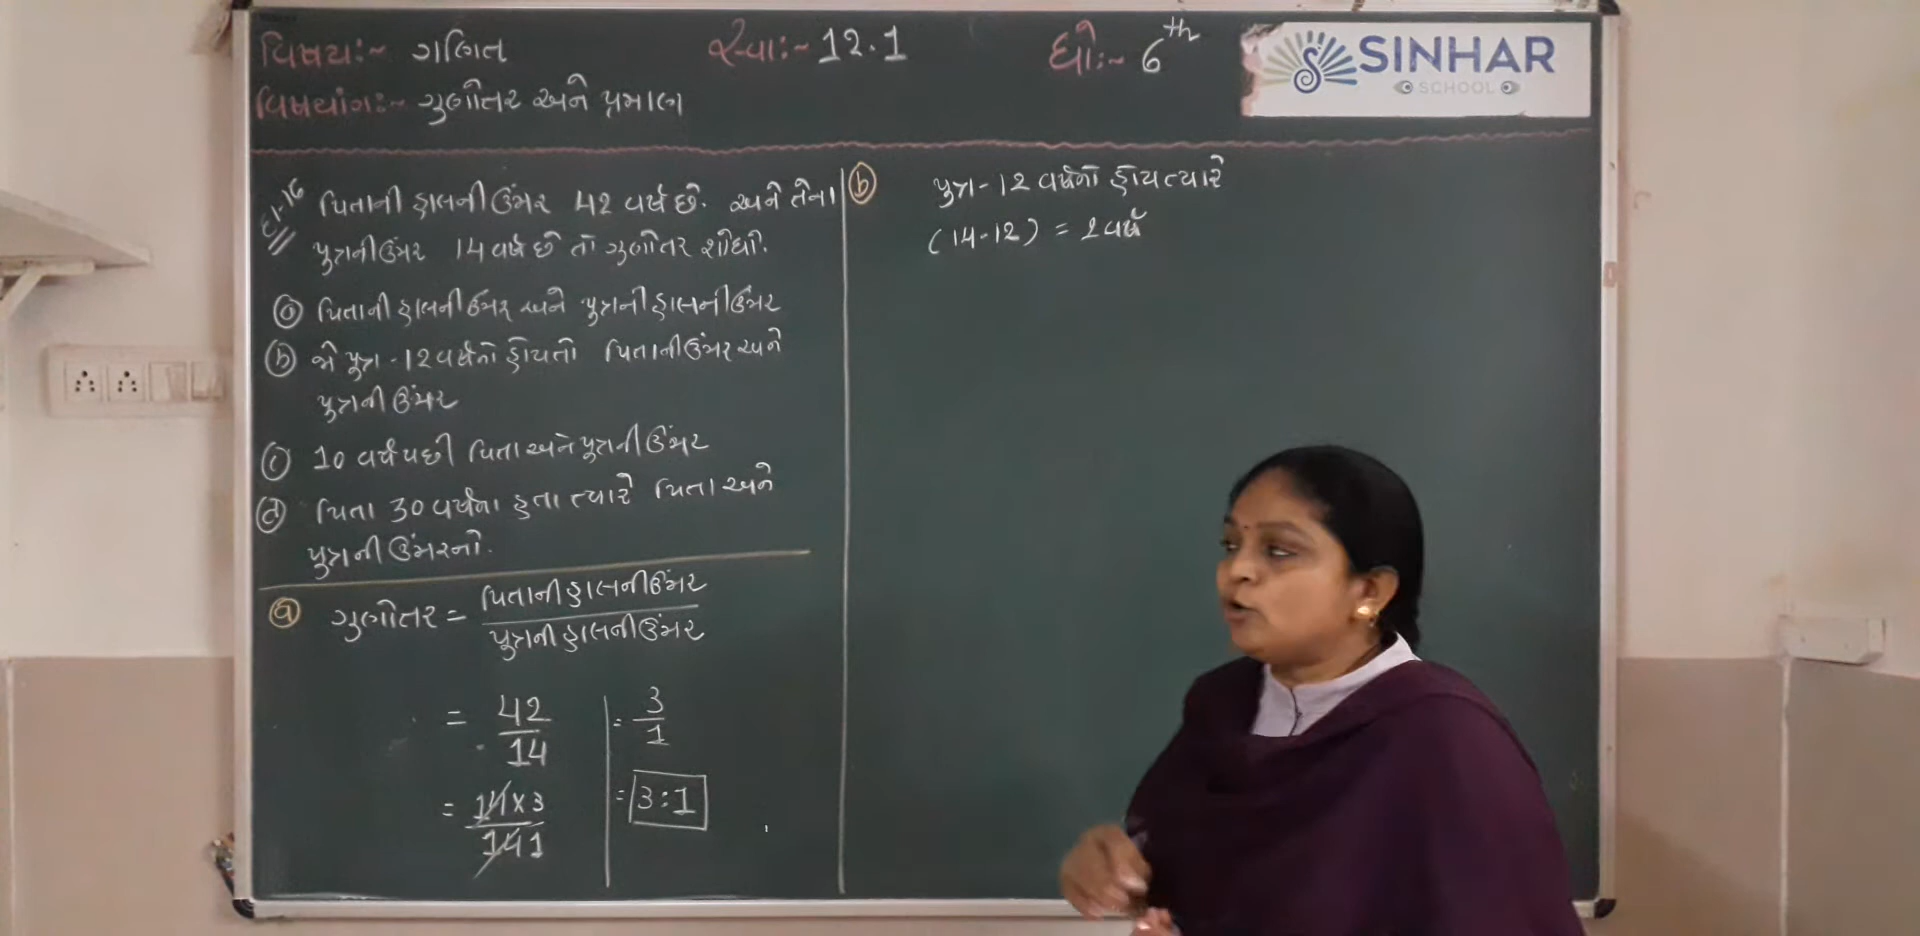 વિષય:~ ગણિત
સ્વા:~ 12.1
ધો:~ 6th
SINHAR
SCHOOL
વિષયાંગ:~ ગુણોતર અને પ્રમાણ
દા-16
પિતાની હાલની ઉંમર 42 વર્ષ છે. અને તેના
પુત્રની ઉંમર 14 વર્ષ છે તો ગુણોતર શોધો.
a પિતાની હાલની ઉંમર અને પુત્રની હાલની ઉંમર
b જો પુત્ર - 12 વર્ષનો હોય તો પિતાની ઉંમર અને
પુત્રની ઉંમર
c 10 વર્ષ પછી પિતા અને પુત્રની ઉંમર
d પિતા 30 વર્ષના હતા ત્યારે પિતા અને
પુત્રની ઉંમરનો.
a ગુણોતર = પિતાની હાલની ઉંમર
પુત્રની હાલની ઉંમર
= 42
14
= 14 x 3
14 1
= 3
1
= 3:1
b પુત્ર - 12 વર્ષનો હોય ત્યારે
(14-12) = 2 વર્ષ